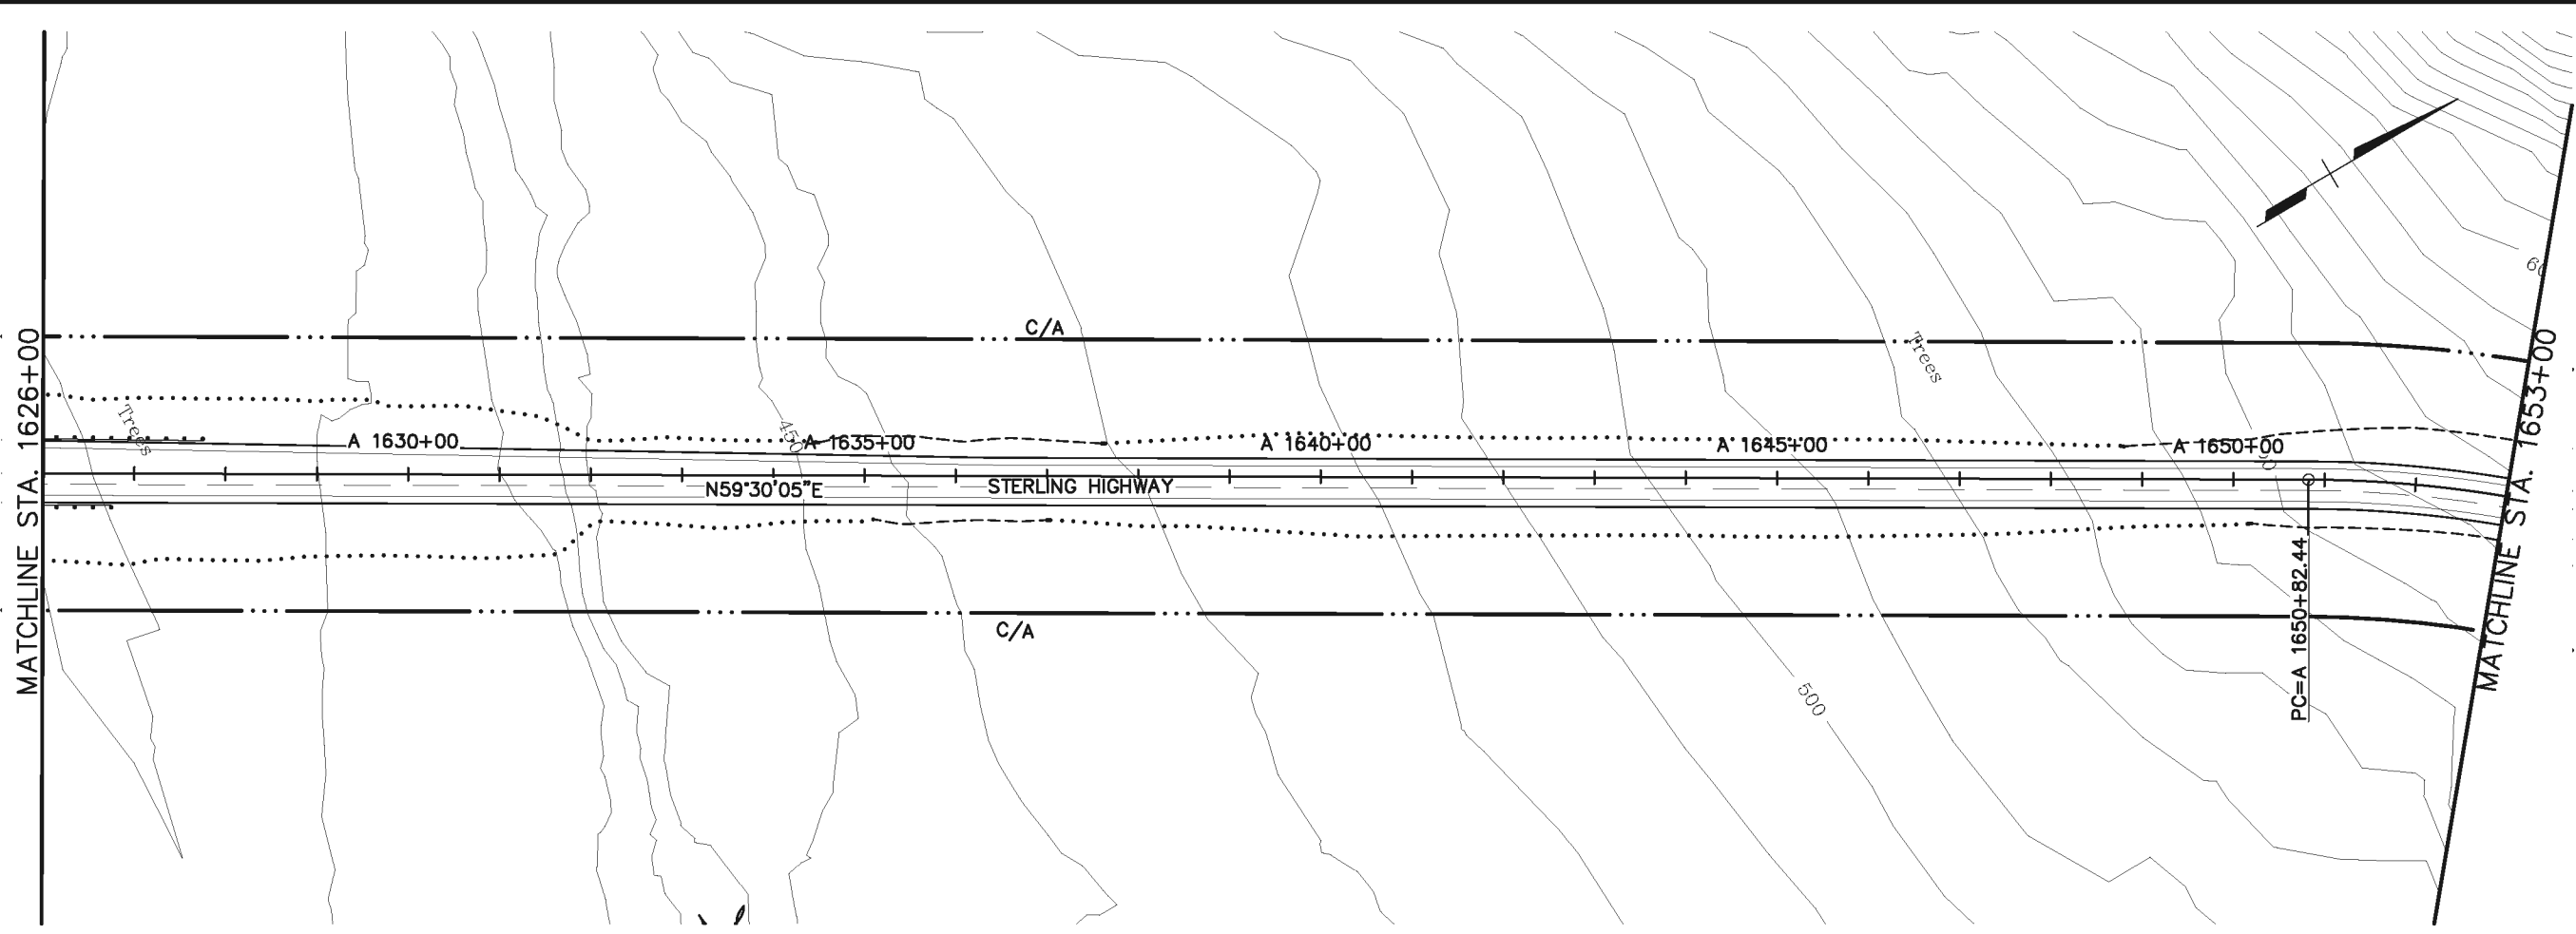 MATCHLINE STA. 1626+00
Trees
A 1630+00
450
A 1635+00
C/A
A 1640+00
A 1645+00
Trees
A 1650+00
N59°30'05"E
STERLING HIGHWAY
C/A
500
PC=A 1650+82.44
MATCHLINE STA. 1653+00